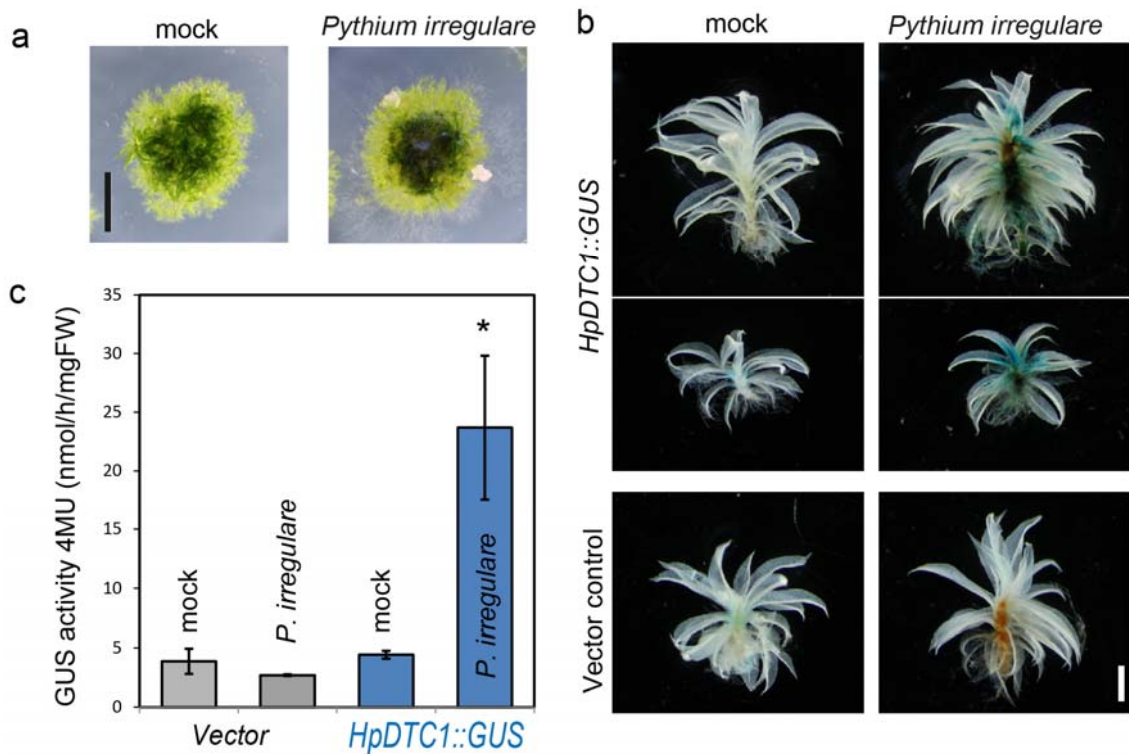 a
mock
Pythium irregulare
b
mock
Pythium irregulare
HpDTC1::GUS
Vector control
c
GUS activity 4MU (nmol/h/mgFW)
35
30
25
20
15
10
5
0
mock
P. irregulare
mock
P. irregulare
*
Vector
HpDTC1::GUS